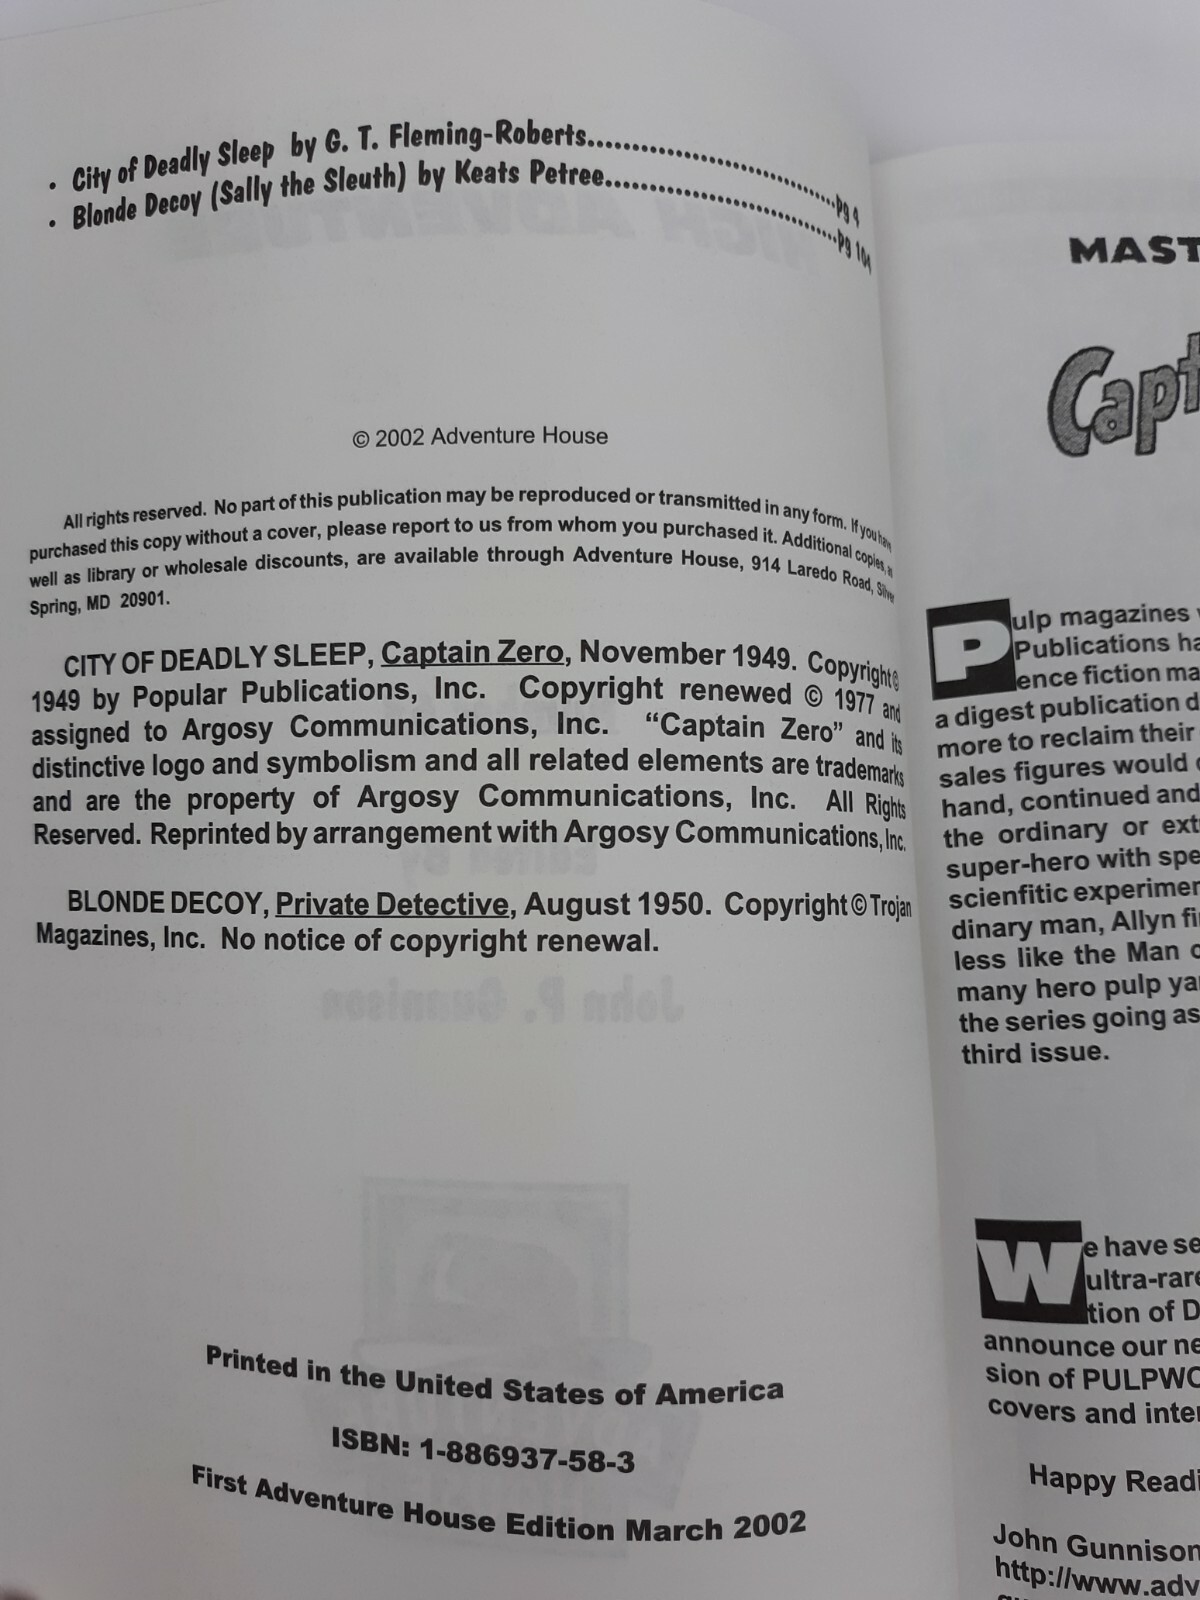 • City of Deadly Sleep by G. T. Fleming-Roberts..............................pg 4
• Blonde Decoy (Sally the Sleuth) by Keats Petree..............................pg 104
© 2002 Adventure House
All rights reserved. No part of this publication may be reproduced or transmitted in any form. If you have
purchased this copy without a cover, please report to us from whom you purchased it. Additional copies, as
well as library or wholesale discounts, are available through Adventure House, 914 Laredo Road, Silver
Spring, MD 20901.
CITY OF DEADLY SLEEP, Captain Zero, November 1949. Copyright ©
1949 by Popular Publications, Inc. Copyright renewed © 1977 and
assigned to Argosy Communications, Inc. “Captain Zero” and its
distinctive logo and symbolism and all related elements are trademarks
and are the property of Argosy Communications, Inc. All Rights
Reserved. Reprinted by arrangement with Argosy Communications, Inc.
BLONDE DECOY, Private Detective, August 1950. Copyright © Trojan
Magazines, Inc. No notice of copyright renewal.
Printed in the United States of America
ISBN: 1-886937-58-3
First Adventure House Edition March 2002
MAST
Capt
Pulp magazines
Publications ha
ence fiction ma
a digest publication d
more to reclaim their
sales figures would
hand, continued and
the ordinary or ext
super-hero with spe
scienfitic experimen
dinary man, Allyn fi
less like the Man
many hero pulp ya
the series going as
third issue.
We have se
ultra-rare
tion of D
announce our ne
sion of PULPWO
covers and inte
Happy Readi
John Gunnison
http://www.adv